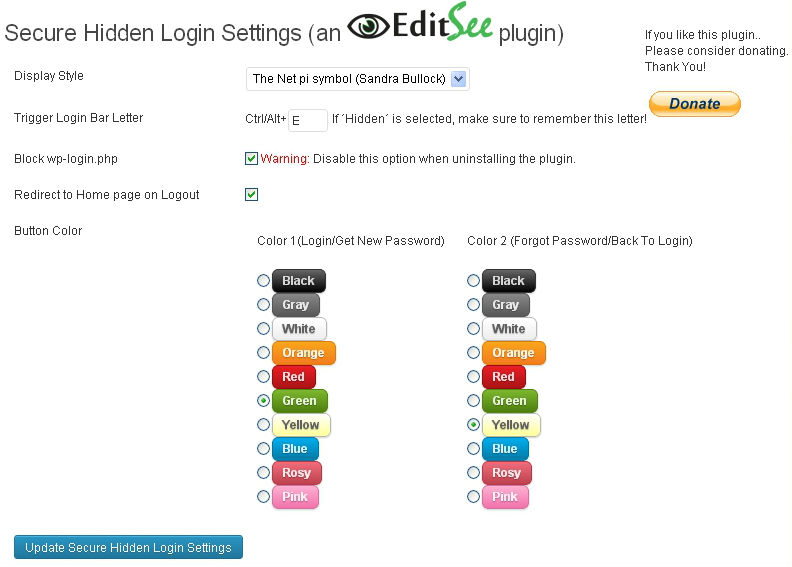 Secure Hidden Login Settings (an EditSee plugin)
If you like this plugin..
Please consider donating.
Thank You!
Donate
Display Style
The Net pi symbol (Sandra Bullock)
Trigger Login Bar Letter
Ctrl/Alt+ E If ´Hidden´ is selected, make sure to remember this letter!
Block wp-login.php
Warning: Disable this option when uninstalling the plugin.
Redirect to Home page on Logout
Button Color
Color 1(Login/Get New Password)
Color 2 (Forgot Password/Back To Login)
Black
Gray
White
Orange
Red
Green
Yellow
Blue
Rosy
Pink
Black
Gray
White
Orange
Red
Green
Yellow
Blue
Rosy
Pink
Update Secure Hidden Login Settings